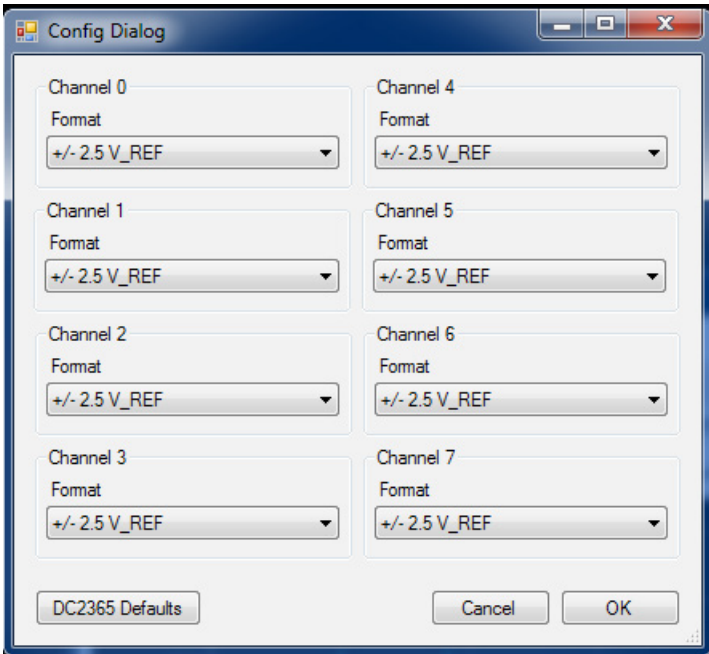 Config Dialog
Channel 0
Format
+/- 2.5 V_REF
Channel 4
Format
+/- 2.5 V_REF
Channel 1
Format
+/- 2.5 V_REF
Channel 5
Format
+/- 2.5 V_REF
Channel 2
Format
+/- 2.5 V_REF
Channel 6
Format
+/- 2.5 V_REF
Channel 3
Format
+/- 2.5 V_REF
Channel 7
Format
+/- 2.5 V_REF
DC2365 Defaults
Cancel
OK